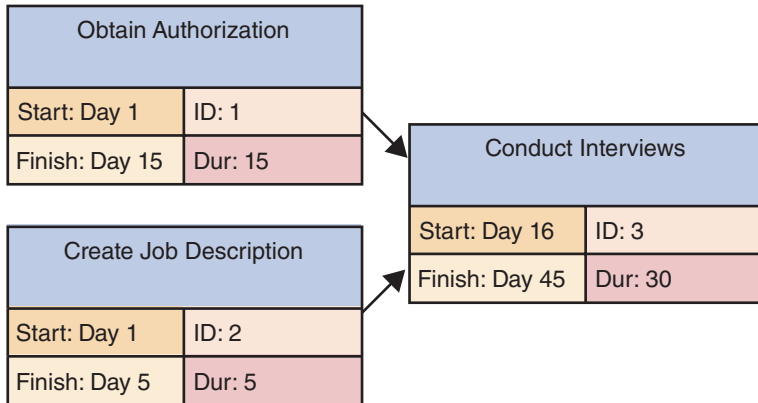 Obtain Authorization
Start: Day 1 ID: 1
Finish: Day 15 Dur: 15
Create Job Description
Start: Day 1 ID: 2
Finish: Day 5 Dur: 5
Conduct Interviews
Start: Day 16 ID: 3
Finish: Day 45 Dur: 30